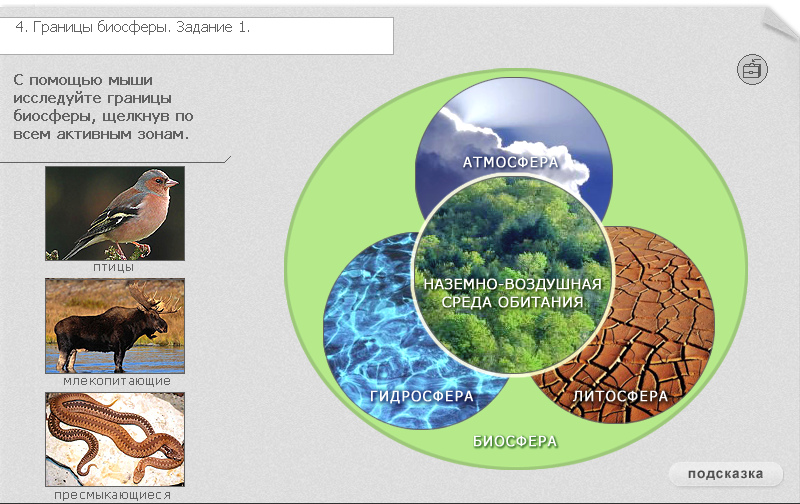 4. Границы биосферы. Задание 1.
С помощью мыши
исследуйте границы
биосферы, щелкнув по
всем активным зонам.
птицы
млекопитающие
пресмыкающиеся
АТМОСФЕРА
НАЗЕМНО-ВОЗДУШНАЯ
СРЕДА ОБИТАНИЯ
ГИДРОСФЕРА
ЛИТОСФЕРА
БИОСФЕРА
подсказка